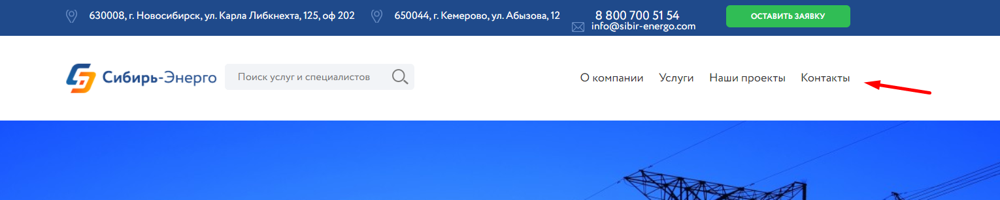 630008, г. Новосибирск, ул. Карла Либкнехта, 125, оф 202
650044, г. Кемерово, ул. Абызова, 12
8 800 700 51 54
info@sibir-energo.com
ОСТАВИТЬ ЗАЯВКУ
Сибирь-Энерго
Поиск услуг и специалистов
О компании Услуги Наши проекты Контакты